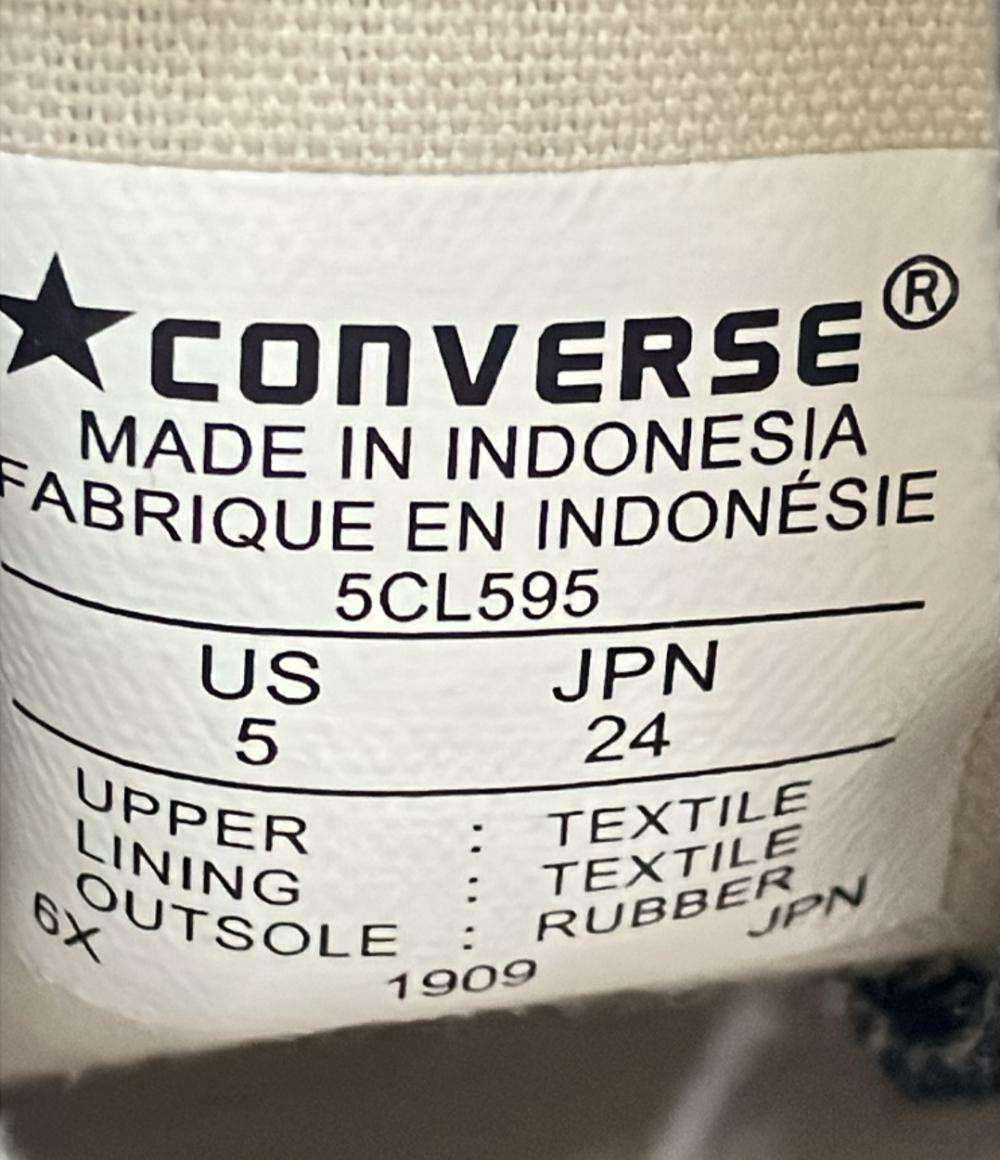 ★CONVERSE®
MADE IN INDONESIA
FABRIQUE EN INDONÉSIE
5CL595
US JPN
5 24
UPPER : TEXTILE
LINING : TEXTILE
OUTSOLE : RUBBER
6X JPN
1909